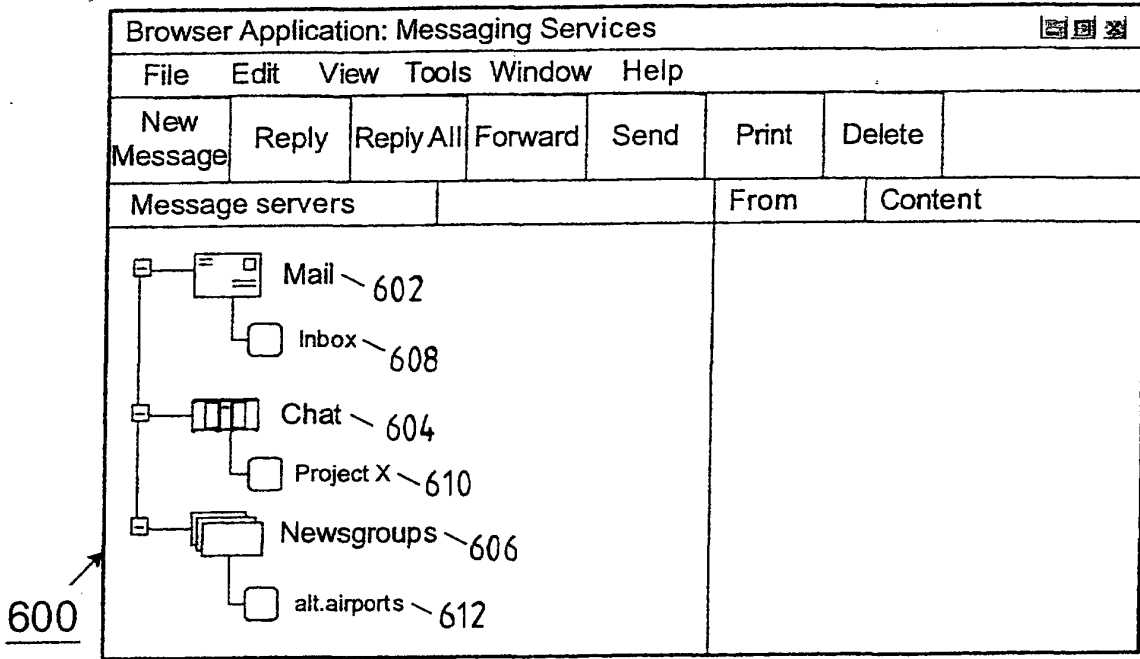 Browser Application: Messaging Services
File Edit View Tools Window Help
New Message Reply Reply All Forward Send Print Delete
Message servers From Content
Mail 602
Inbox 608
Chat 604
Project X 610
Newsgroups 606
alt.airports 612
600